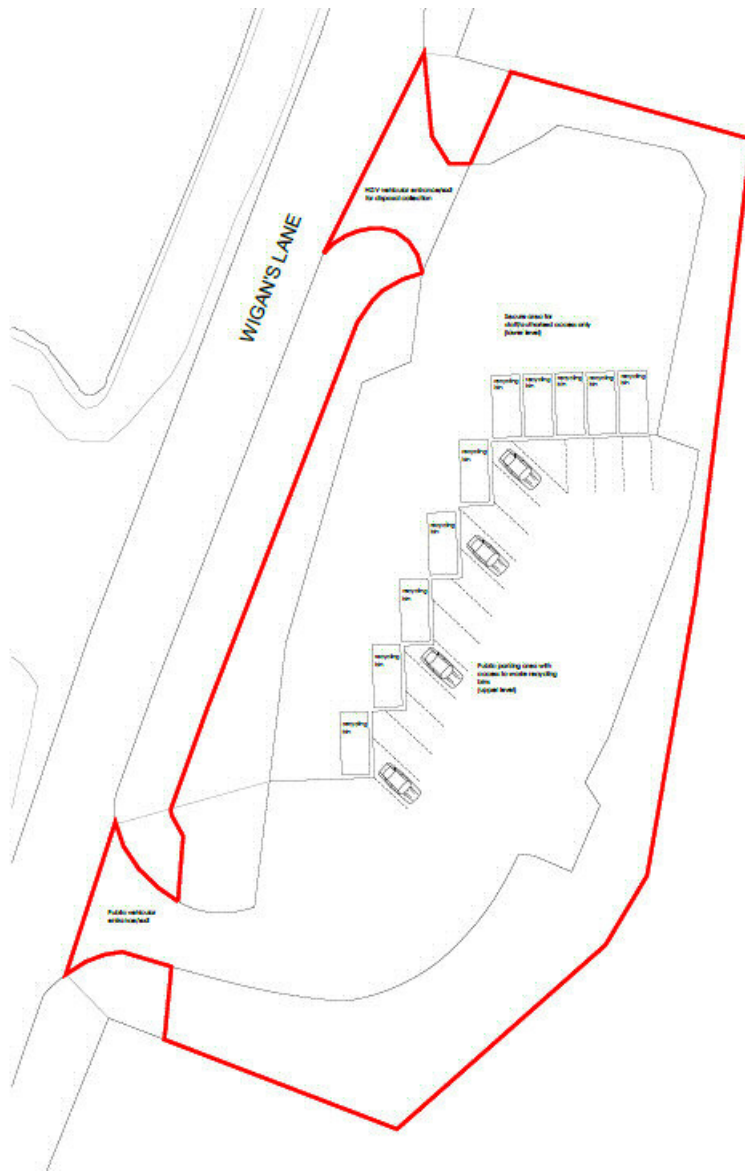 HGV vehicular entrance/exit
for disposal collection
WIGAN'S LANE
Secure area for
staff/authorised access only
(lower level)
recycling
bin
recycling
bin
recycling
bin
recycling
bin
recycling
bin
recycling
bin
recycling
bin
recycling
bin
recycling
bin
recycling
bin
Public parking area with
access to waste recycling
bins
(upper level)
Public vehicular
entrance/exit